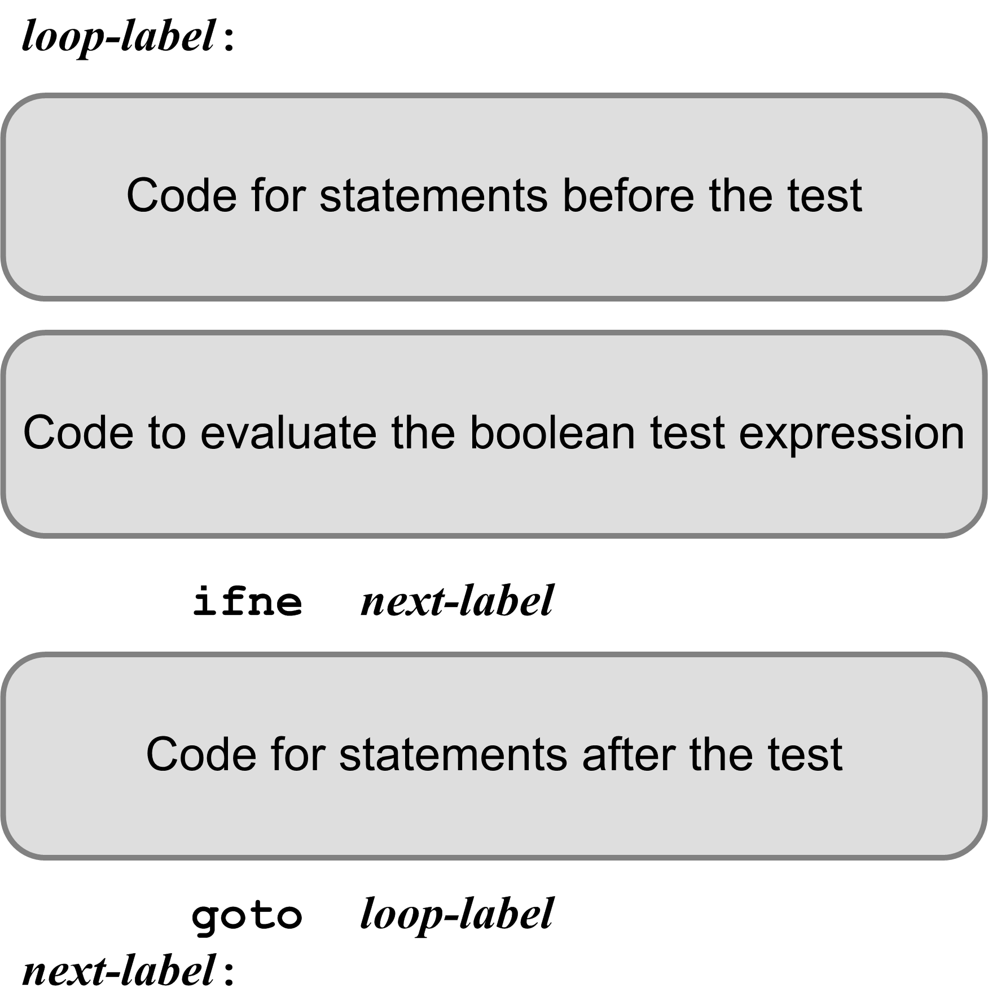 loop-label:
Code for statements before the test
Code to evaluate the boolean test expression
ifne next-label
Code for statements after the test
goto loop-label
next-label: